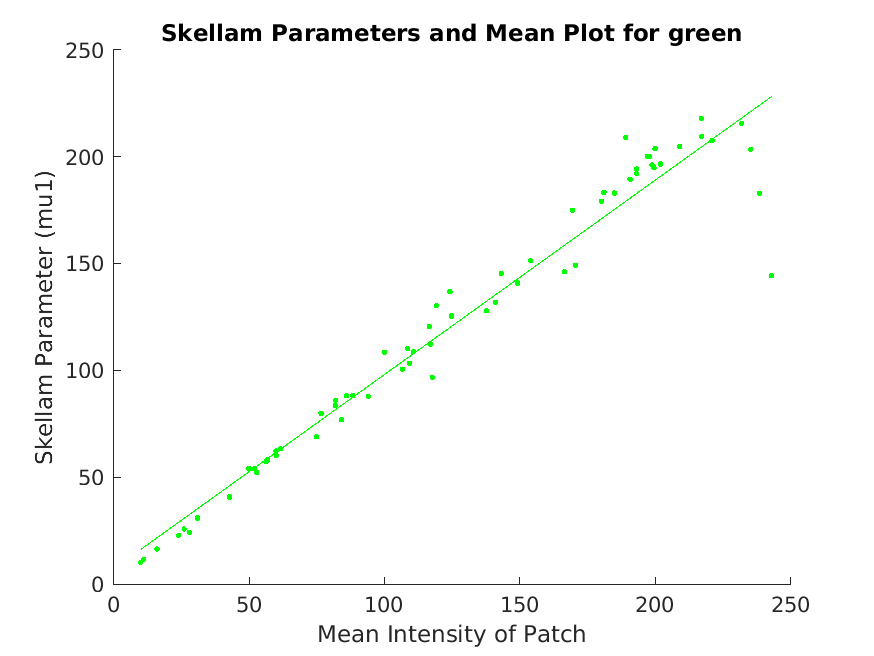 Skellam Parameters and Mean Plot for green
250
200
150
100
50
0
Skellam Parameter (mu1)
0 50 100 150 200 250
Mean Intensity of Patch